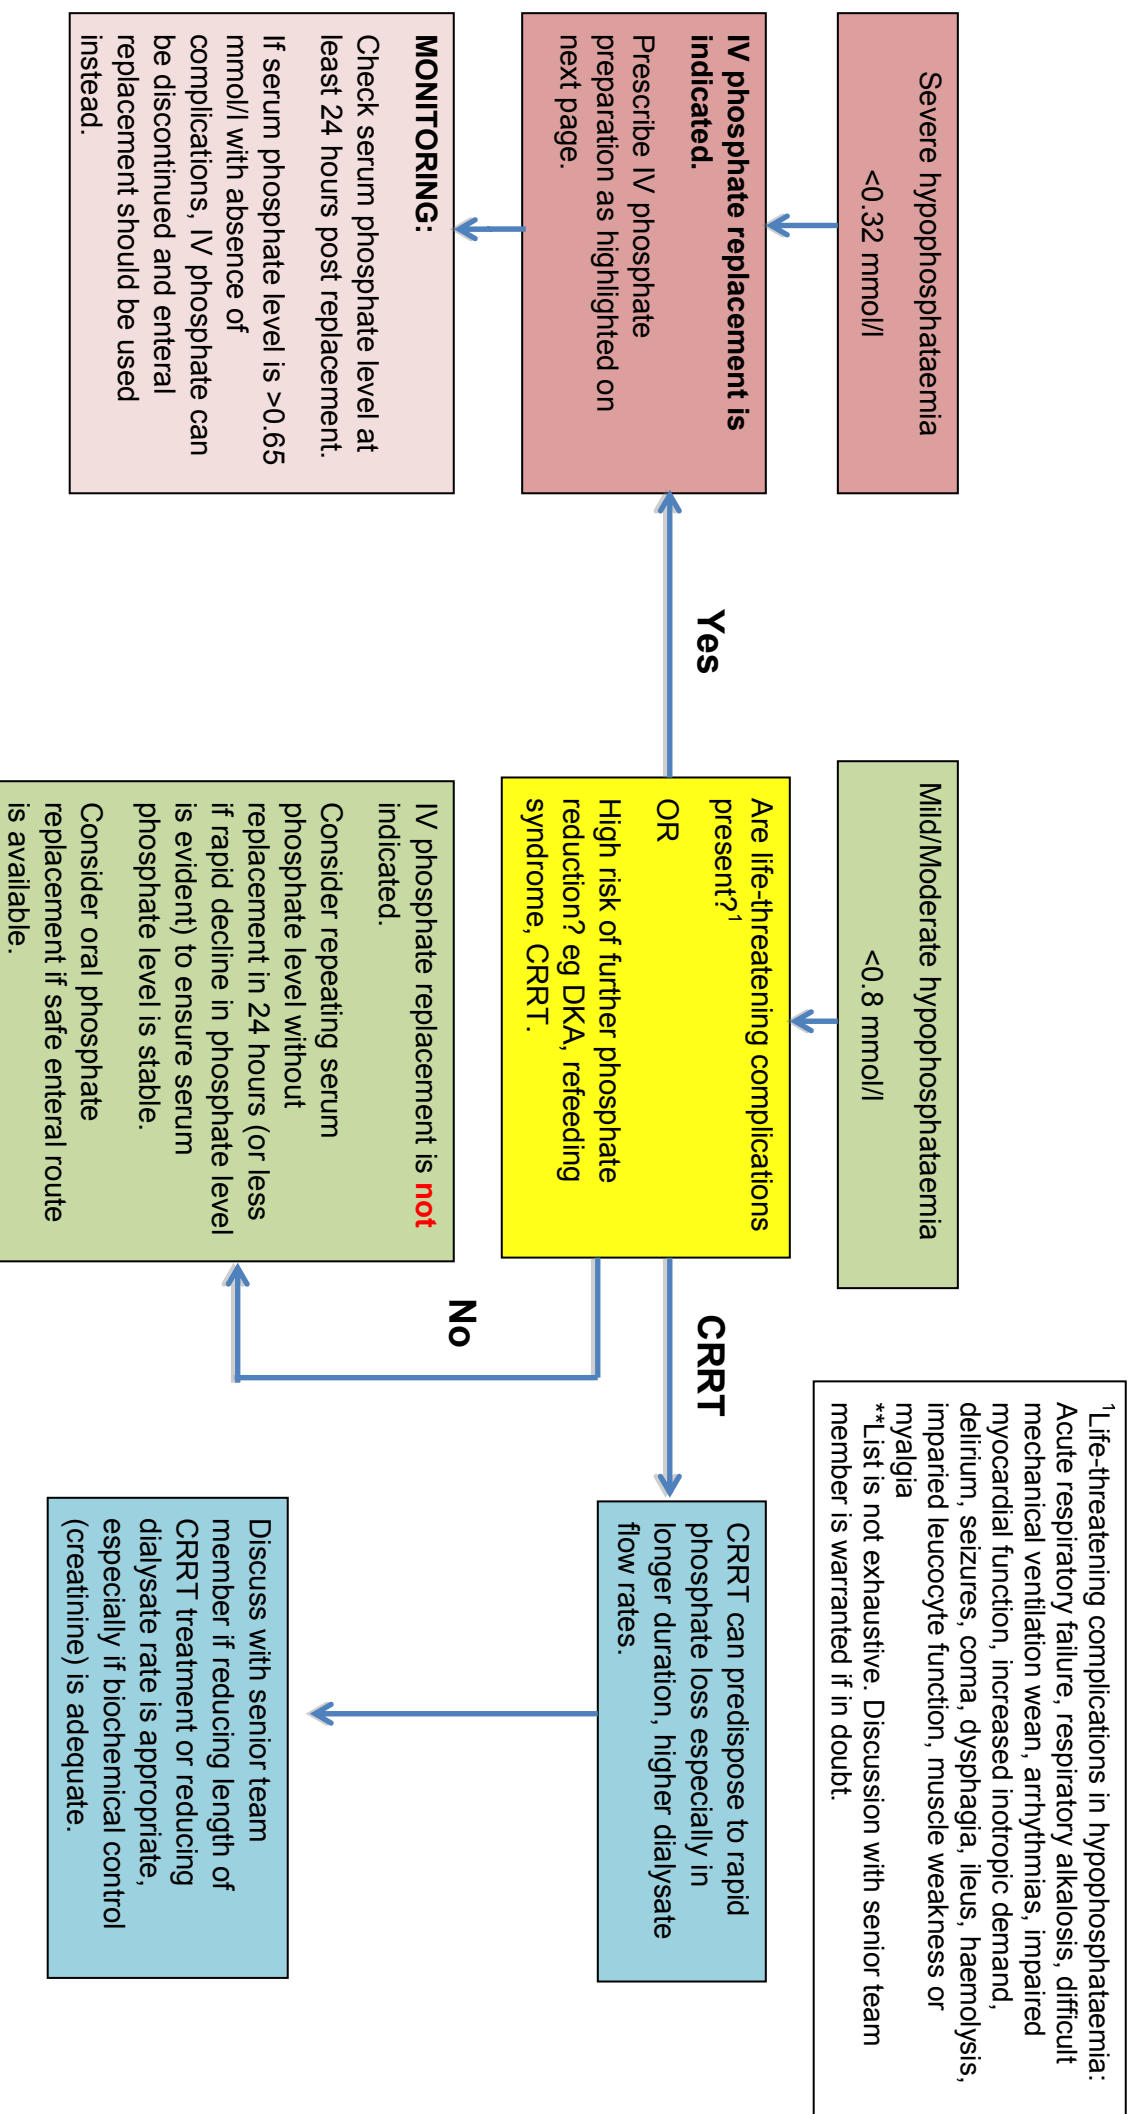 Severe hypophosphataemia
<0.32 mmol/l
IV phosphate replacement is
indicated.
Prescribe IV phosphate
preparation as highlighted on
next page.
MONITORING:
Check serum phosphate level at
least 24 hours post replacement.
If serum phosphate level is >0.65
mmol/l with absence of
complications, IV phosphate can
be discontinued and enteral
replacement should be used
instead.
Yes
Mild/Moderate hypophosphataemia
<0.8 mmol/l
Are life-threatening complications
present?1
OR
High risk of further phosphate
reduction? eg DKA, refeeding
syndrome, CRRT.
No
IV phosphate replacement is not
indicated.
Consider repeating serum
phosphate level without
replacement in 24 hours (or less
if rapid decline in phosphate level
is evident) to ensure serum
phosphate level is stable.
Consider oral phosphate
replacement if safe enteral route
is available.
CRRT
1Life-threatening complications in hypophosphataemia:
Acute respiratory failure, respiratory alkalosis, difficult
mechanical ventilation wean, arrhythmias, impaired
myocardial function, increased inotropic demand,
delirium, seizures, coma, dysphagia, ileus, haemolysis,
imparied leucocyte function, muscle weakness or
myalgia
**List is not exhaustive. Discussion with senior team
member is warranted if in doubt.
CRRT can predispose to rapid
phosphate loss especially in
longer duration, higher dialysate
flow rates.
Discuss with senior team
member if reducing length of
CRRT treatment or reducing
dialysate rate is appropriate,
especially if biochemical control
(creatinine) is adequate.